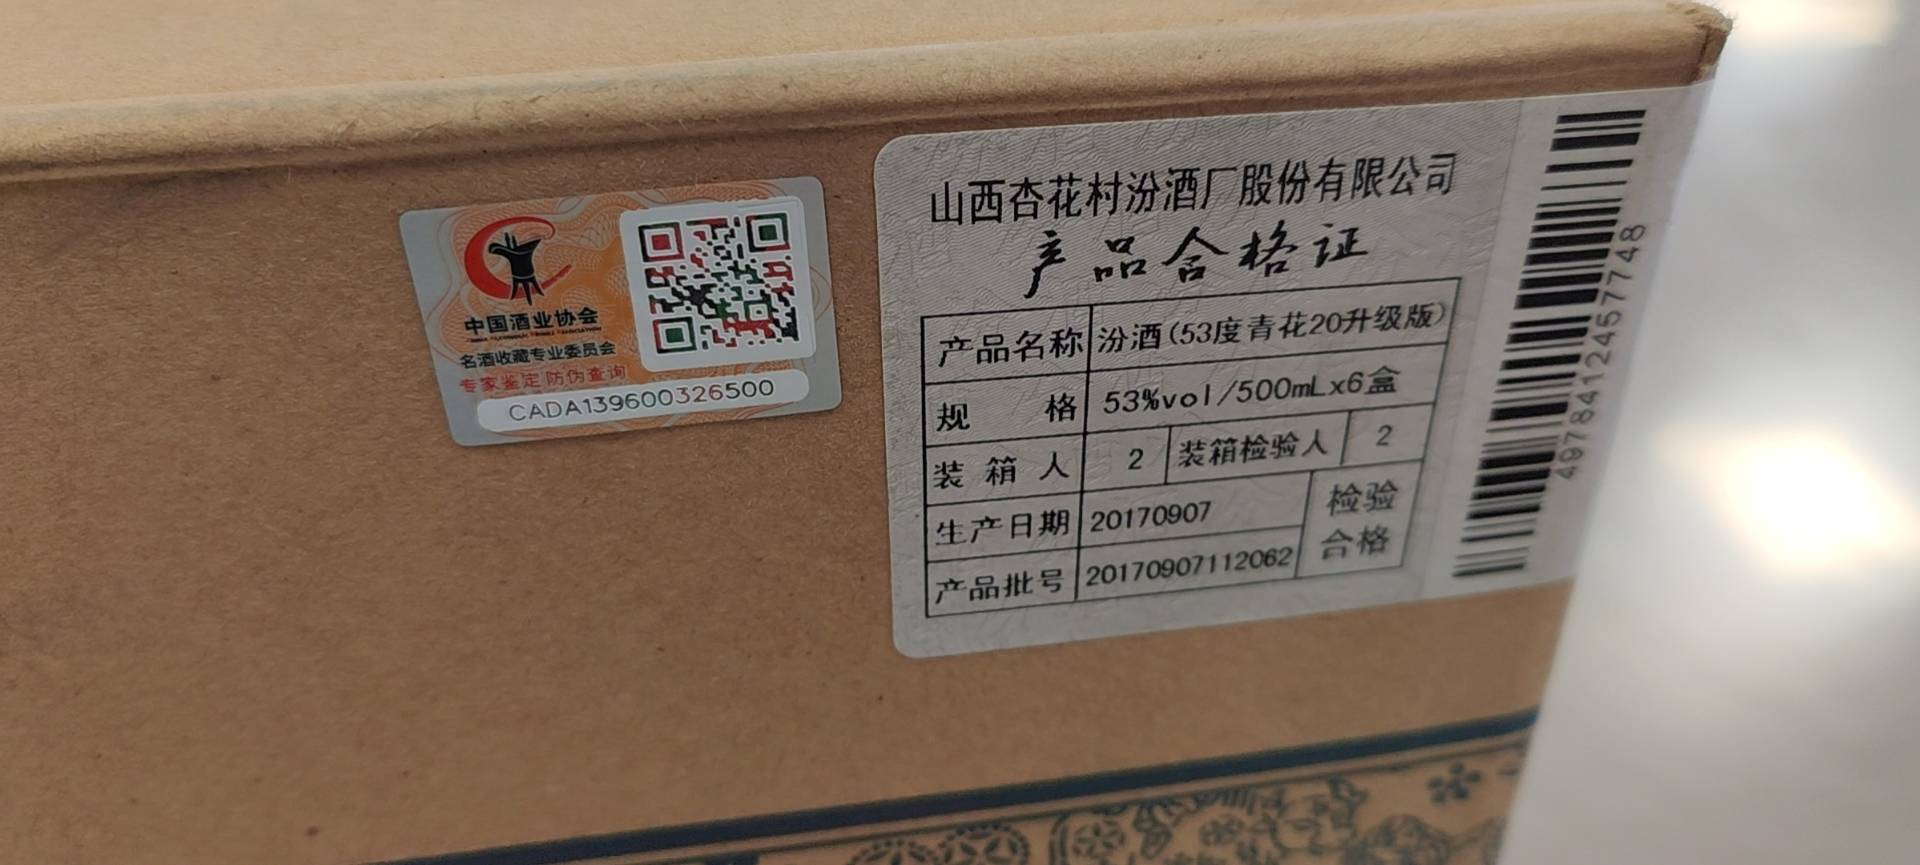 中国酒业协会
名酒收藏专业委员会
专家鉴定 防伪查询
CADA139600326500
山西杏花村汾酒厂股份有限公司
产品合格证
产品名称 汾酒(53度青花20升级版)
规格 53%vol/500mLx6盒
装箱人 2 装箱检验人 2
生产日期 20170907 检验
产品批号 20170907112062 合格
4978412457748